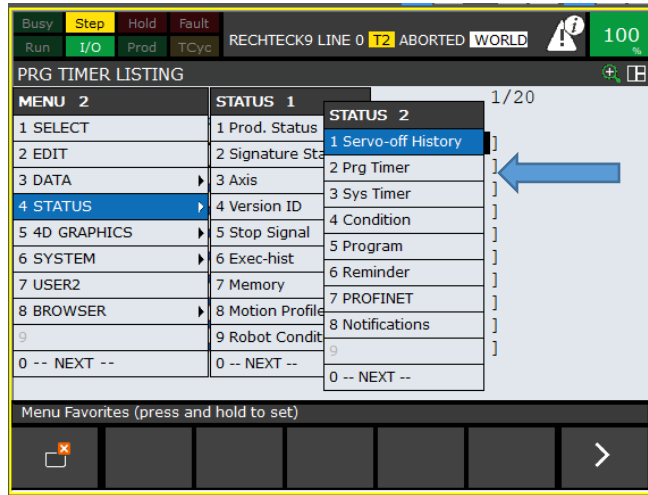 Busy Step Hold Fault
Run I/O Prod TCyc
RECHTECK9 LINE 0 T2 ABORTED WORLD
100
%
PRG TIMER LISTING
1/20
MENU 2
1 SELECT
2 EDIT
3 DATA
4 STATUS
5 4D GRAPHICS
6 SYSTEM
7 USER2
8 BROWSER
9
0 -- NEXT --
STATUS 1
1 Prod. Status
2 Signature Sta
3 Axis
4 Version ID
5 Stop Signal
6 Exec-hist
7 Memory
8 Motion Profile
9 Robot Condit
0 -- NEXT --
STATUS 2
1 Servo-off History
2 Prg Timer
3 Sys Timer
4 Condition
5 Program
6 Reminder
7 PROFINET
8 Notifications
9
0 -- NEXT --
]
]
]
]
]
]
]
]
]
]
Menu Favorites (press and hold to set)